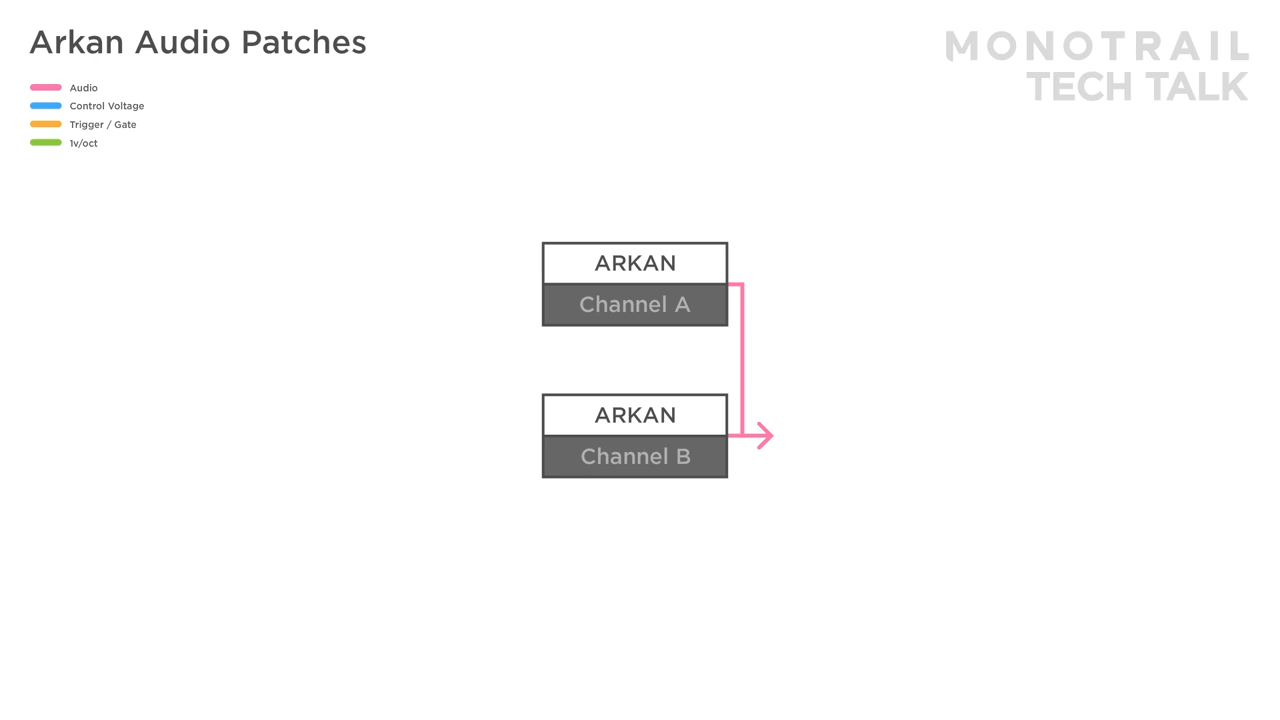 Arkan Audio Patches
MONOTRAIL
TECH TALK
Audio
Control Voltage
Trigger / Gate
1v/oct
ARKAN
Channel A
ARKAN
Channel B